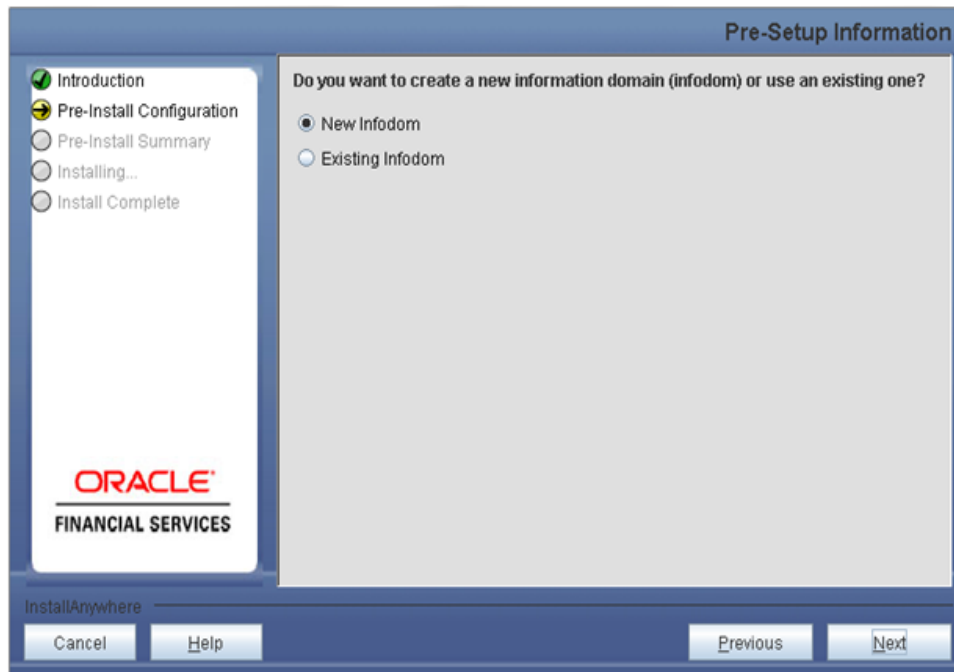 Pre-Setup Information
Introduction
Pre-Install Configuration
Pre-Install Summary
Installing...
Install Complete
Do you want to create a new information domain (infodom) or use an existing one?
New Infodom
Existing Infodom
ORACLE
FINANCIAL SERVICES
InstallAnywhere
Cancel
Help
Previous
Next